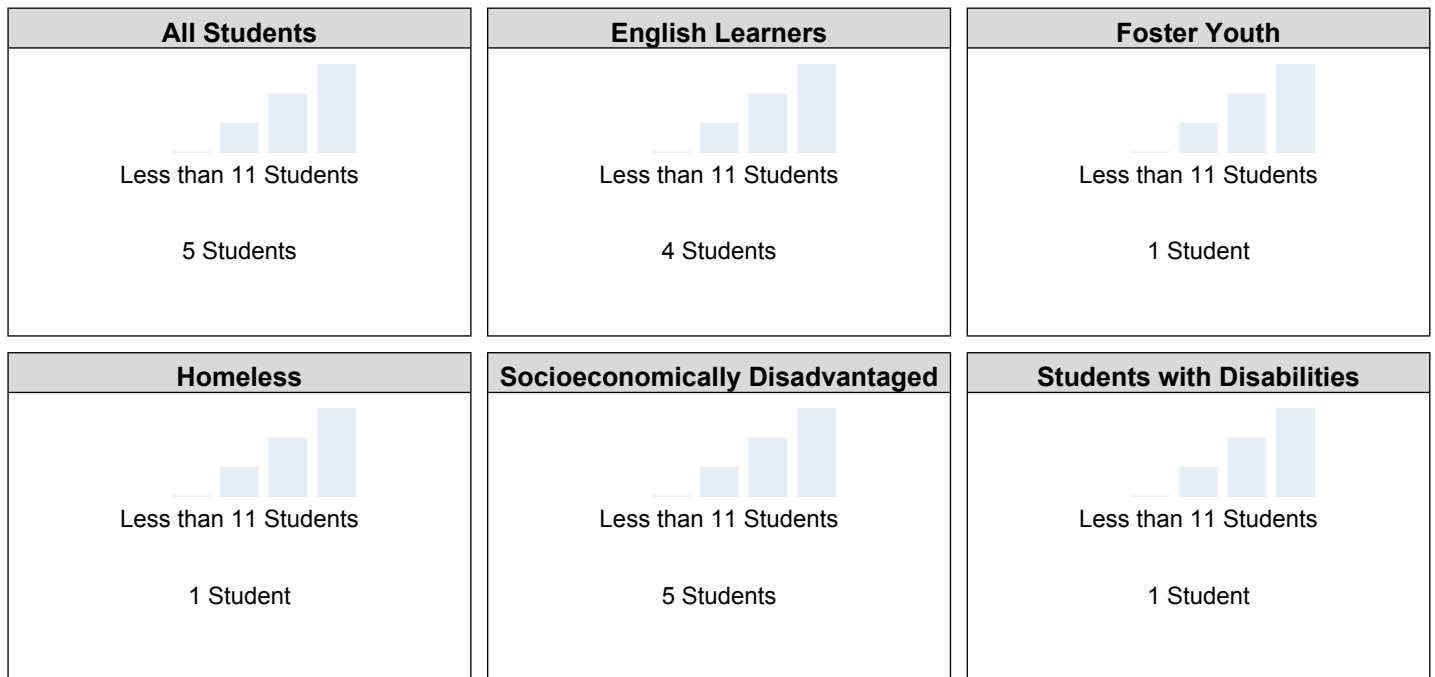 All Students
Less than 11 Students
5 Students
English Learners
Less than 11 Students
4 Students
Foster Youth
Less than 11 Students
1 Student
Homeless
Less than 11 Students
1 Student
Socioeconomically Disadvantaged
Less than 11 Students
5 Students
Students with Disabilities
Less than 11 Students
1 Student